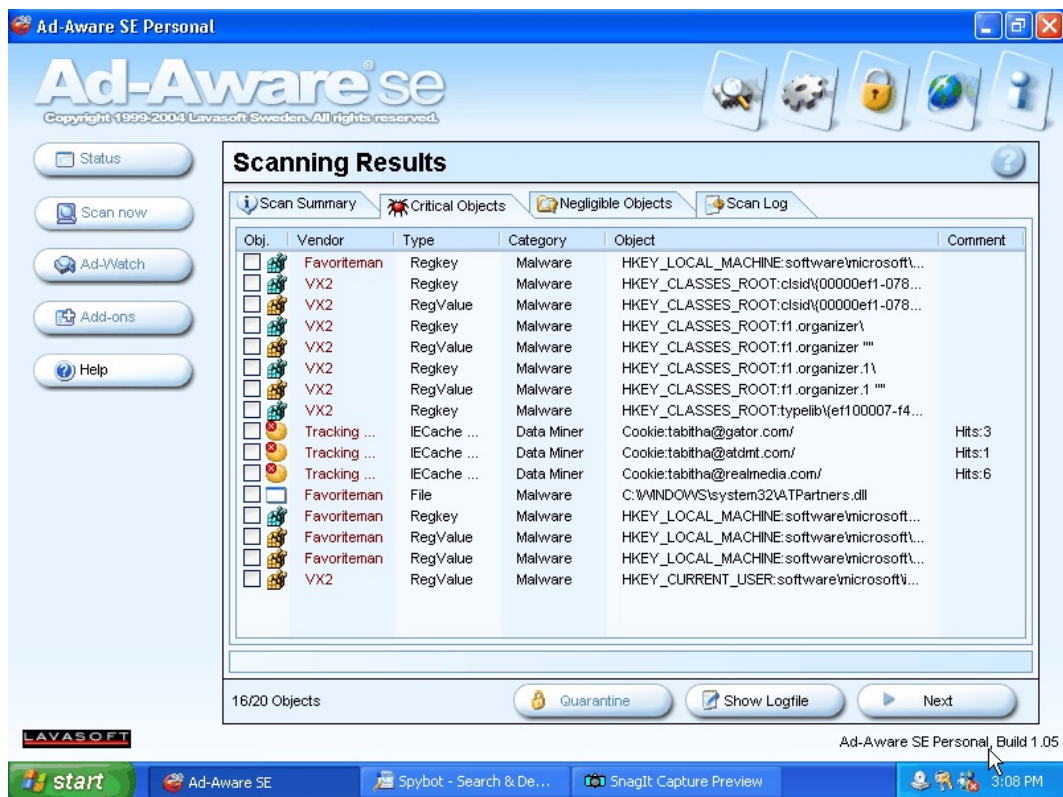 Ad-Aware SE Personal
Ad-Aware® se
Copyright 1999-2004 Lavasoft Sweden. All rights reserved.
Status
Scan now
Ad-Watch
Add-ons
Help
Scanning Results
Scan Summary
Critical Objects
Negligible Objects
Scan Log
Obj. Vendor Type Category Object Comment
Favoriteman Regkey Malware HKEY_LOCAL_MACHINE:software\microsoft\...
VX2 Regkey Malware HKEY_CLASSES_ROOT:clsid\{00000ef1-078...
VX2 RegValue Malware HKEY_CLASSES_ROOT:clsid\{00000ef1-078...
VX2 Regkey Malware HKEY_CLASSES_ROOT:f1.organizer\
VX2 RegValue Malware HKEY_CLASSES_ROOT:f1.organizer ""
VX2 Regkey Malware HKEY_CLASSES_ROOT:f1.organizer.1\
VX2 RegValue Malware HKEY_CLASSES_ROOT:f1.organizer.1 ""
VX2 Regkey Malware HKEY_CLASSES_ROOT:typelib\{ef100007-f4...
Tracking ... IECache ... Data Miner Cookie:tabitha@gator.com/ Hits:3
Tracking ... IECache ... Data Miner Cookie:tabitha@atdmt.com/ Hits:1
Tracking ... IECache ... Data Miner Cookie:tabitha@realmedia.com/ Hits:6
Favoriteman File Malware C:\WINDOWS\system32\ATPartners.dll
Favoriteman Regkey Malware HKEY_LOCAL_MACHINE:software\microsoft...
Favoriteman RegValue Malware HKEY_LOCAL_MACHINE:software\microsoft\...
Favoriteman RegValue Malware HKEY_LOCAL_MACHINE:software\microsoft\...
VX2 RegValue Malware HKEY_CURRENT_USER:software\microsoft\i...
16/20 Objects
Quarantine
Show Logfile
Next
LAVASOFT
Ad-Aware SE Personal, Build 1.05
start
Ad-Aware SE
Spybot - Search & De...
SnagIt Capture Preview
3:08 PM